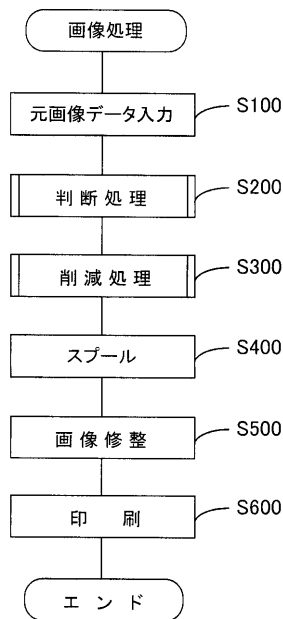 画像処理
元画像データ入力 S100
判断処理 S200
削減処理 S300
スプール S400
画像修整 S500
印刷 S600
エンド